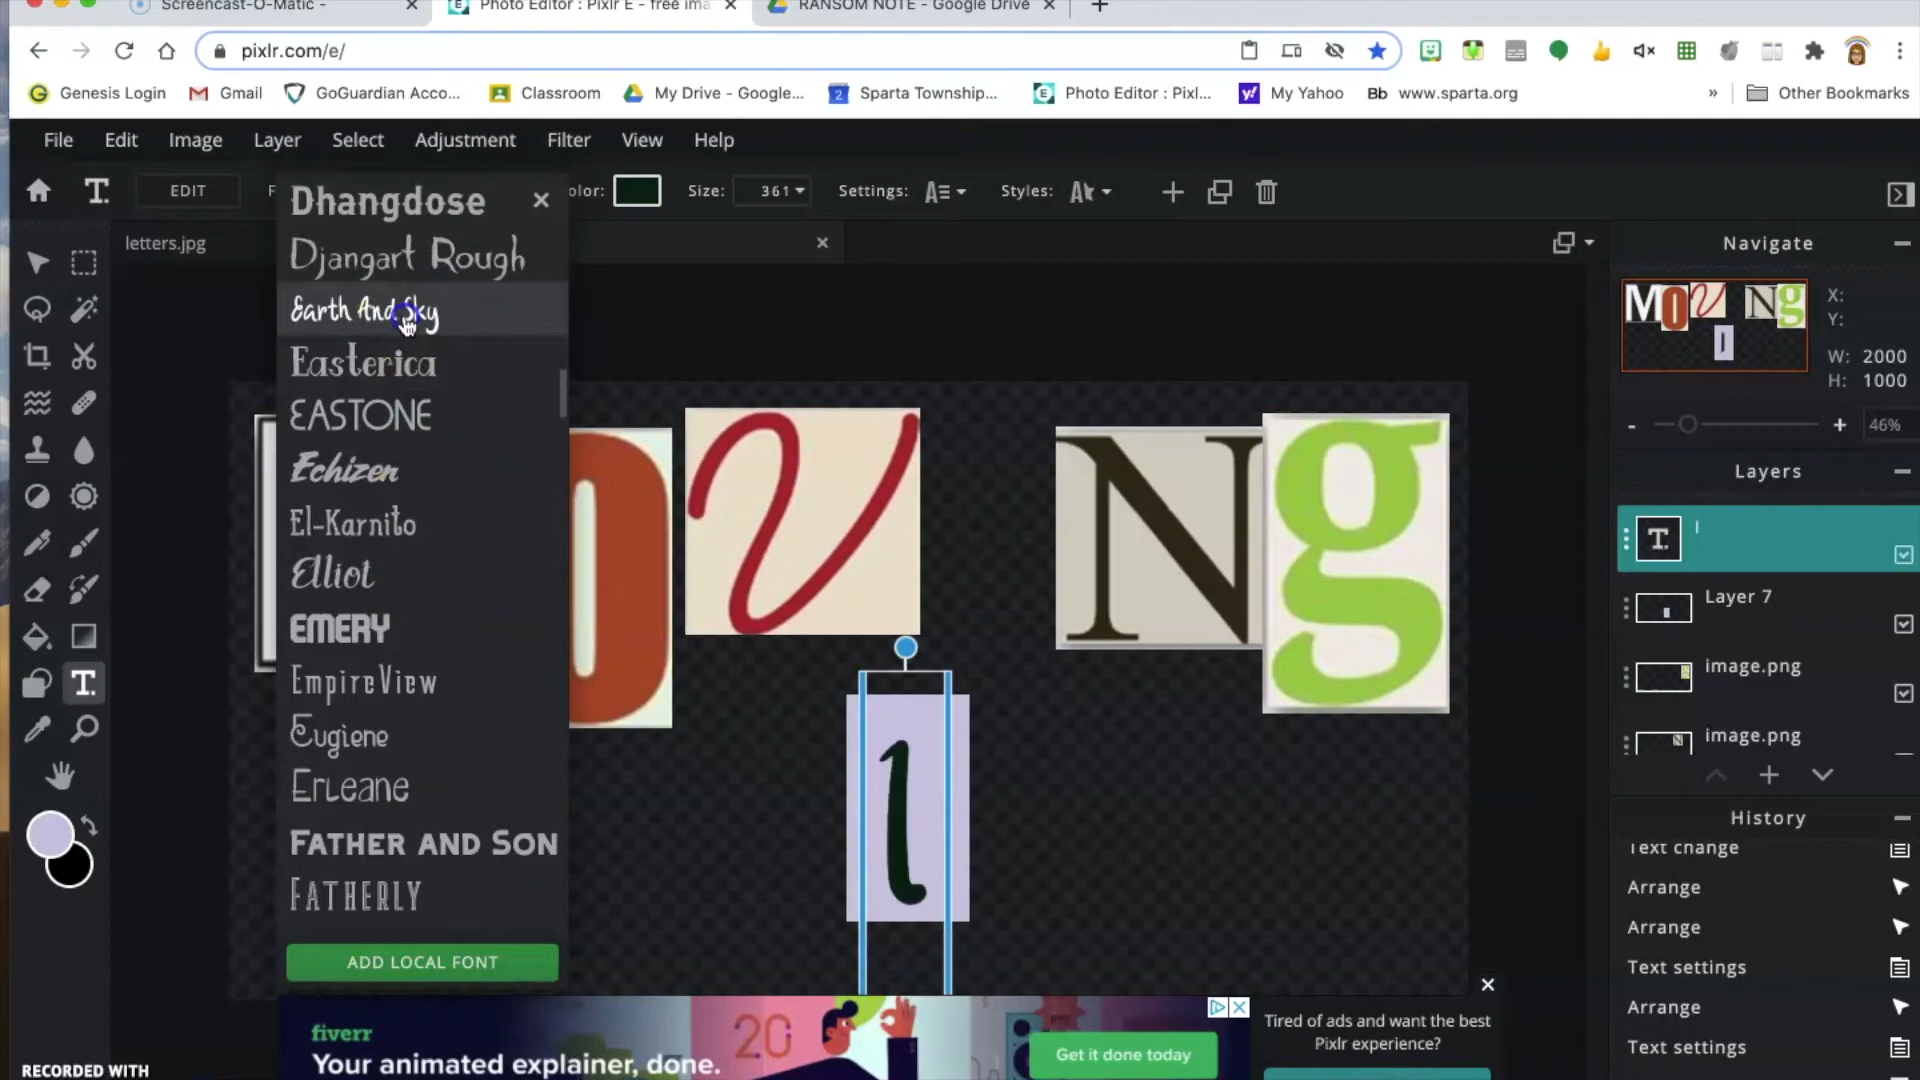 Screencast-O-Matic -
Photo Editor : Pixlr E - free ima
RANSOM NOTE - Google Drive
pixlr.com/e/
Genesis Login
Gmail
GoGuardian Acco...
Classroom
My Drive - Google...
Sparta Township...
Photo Editor : Pixl...
My Yahoo
Bb www.sparta.org
»
Other Bookmarks
File Edit Image Layer Select Adjustment Filter View Help
T. EDIT F olor: Size: 361 Settings: Styles:
letters.jpg
Dhangdose
Djangart Rough
Earth And Sky
Easterica
EASTONE
Echizen
El-Karnito
Elliot
EMERY
EmpireView
Eugiene
Erleane
FATHER AND SON
FATHERLY
ADD LOCAL FONT
O V N g
l
Navigate
MOV Ng
l
X:
Y:
W: 2000
H: 1000
- + 46%
Layers
T. l
Layer 7
image.png
image.png
History
Text change
Arrange
Arrange
Text settings
Arrange
Text settings
fiverr
Your animated explainer, done.
20
Get it done today
Tired of ads and want the best
Pixlr experience?
RECORDED WITH